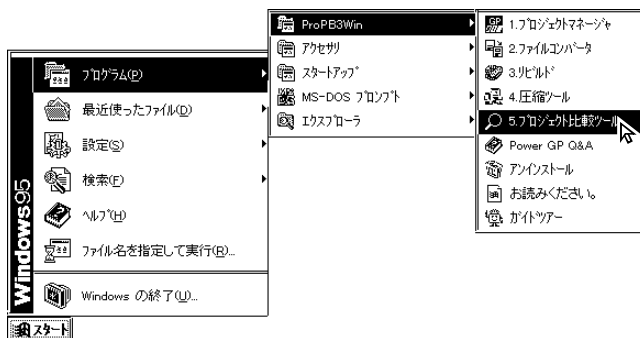 Windows95
プログラム(P)
最近使ったファイル(D)
設定(S)
検索(F)
ヘルプ(H)
ファイル名を指定して実行(R)...
Windows の終了(U)...
スタート
ProPB3Win
アクセサリ
スタートアップ
MS-DOS プロンプト
エクスプローラ
1.プロジェクトマネージャ
2.ファイルコンバータ
3.リビルド
4.圧縮ツール
5.プロジェクト比較ツール
Power GP Q&A
アンインストール
お読みください。
ガイドツアー